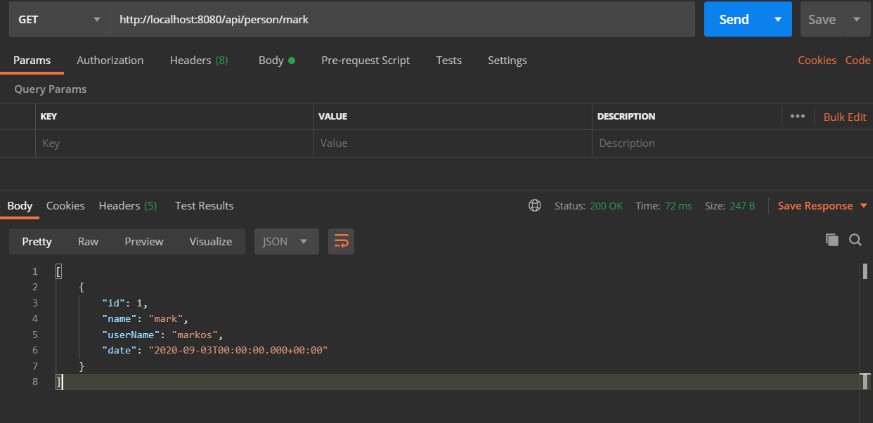 GET http://localhost:8080/api/person/mark Send Save
Params Authorization Headers (8) Body Pre-request Script Tests Settings Cookies Code
Query Params
KEY VALUE DESCRIPTION ••• Bulk Edit
Key Value Description
Body Cookies Headers (5) Test Results Status: 200 OK Time: 72 ms Size: 247 B Save Response
Pretty Raw Preview Visualize JSON
1 [
2 {
3 "id": 1,
4 "name": "mark",
5 "userName": "markos",
6 "date": "2020-09-03T00:00:00.000+00:00"
7 }
8 ]